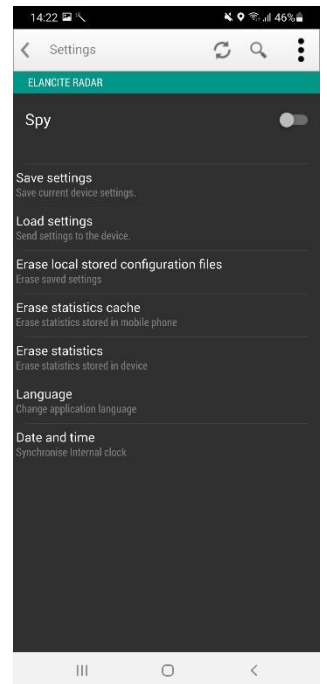 14:22 46%
Settings
ELANCITE RADAR
Spy
Save settings
Save current device settings.
Load settings
Send settings to the device.
Erase local stored configuration files
Erase saved settings
Erase statistics cache
Erase statistics stored in mobile phone
Erase statistics
Erase statistics stored in device
Language
Change application language
Date and time
Synchronise Internal clock